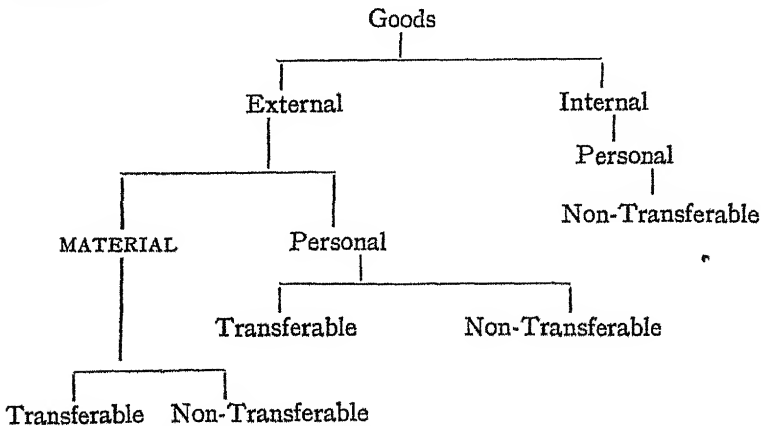 Goods
External Internal
Personal
Non-Transferable
MATERIAL Personal
Transferable Non-Transferable
Transferable Non-Transferable